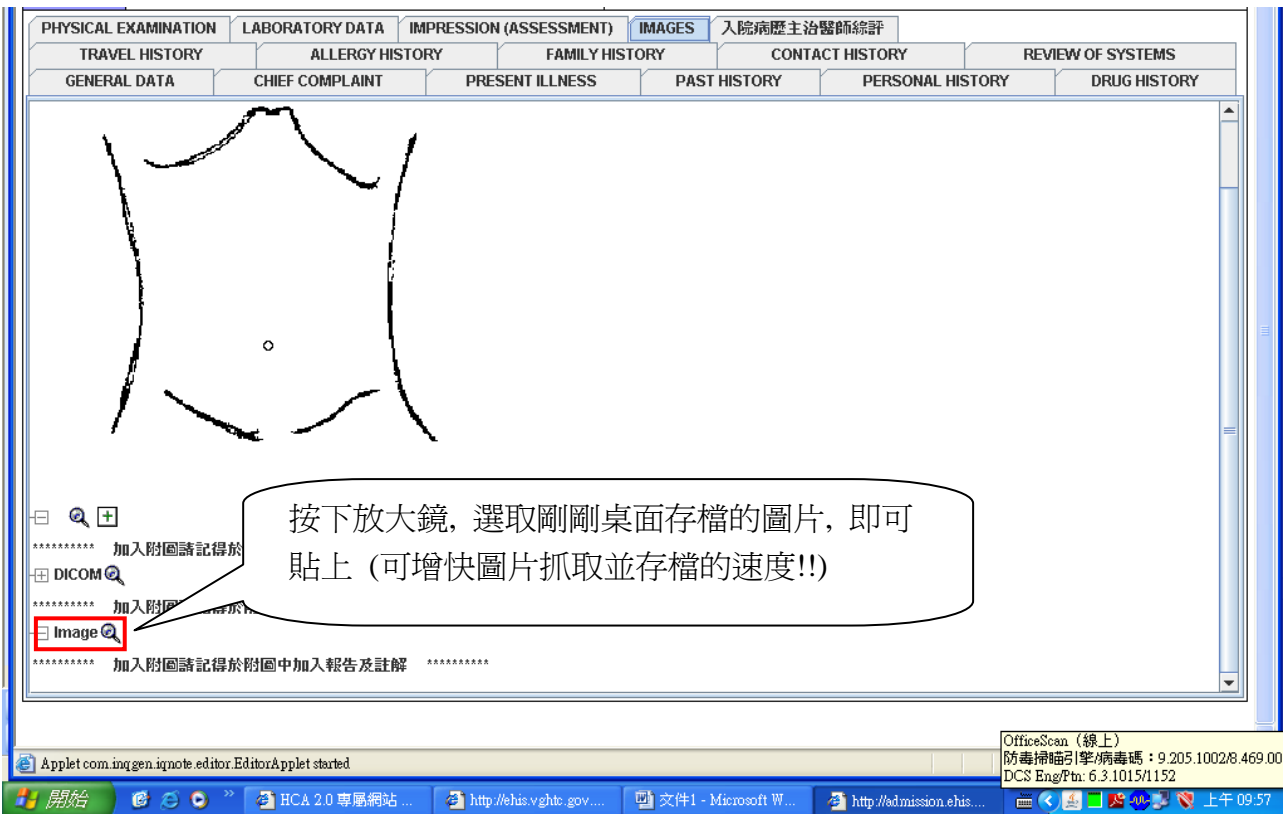 PHYSICAL EXAMINATION LABORATORY DATA IMPRESSION (ASSESSMENT) IMAGES 入院病歷主治醫師綜評
TRAVEL HISTORY ALLERGY HISTORY FAMILY HISTORY CONTACT HISTORY REVIEW OF SYSTEMS
GENERAL DATA CHIEF COMPLAINT PRESENT ILLNESS PAST HISTORY PERSONAL HISTORY DRUG HISTORY
按下放大鏡, 選取剛剛桌面存檔的圖片, 即可
貼上 (可增快圖片抓取並存檔的速度!!)
********** 加入附圖請記得於
DICOM
********** 加入附圖
Image
********** 加入附圖請記得於附圖中加入報告及註解 **********
OfficeScan（線上）
防毒掃瞄引擎/病毒碼：9.205.1002/8.469.00
DCS Eng/Ptn: 6.3.1015/1152
Applet com.inqgen.iqnote.editor.EditorApplet started
開始 HCA 2.0 專屬網站 ... http://ehis.vghtc.gov.... 文件1 - Microsoft W... http://admission.ehis.... 上午 09:57